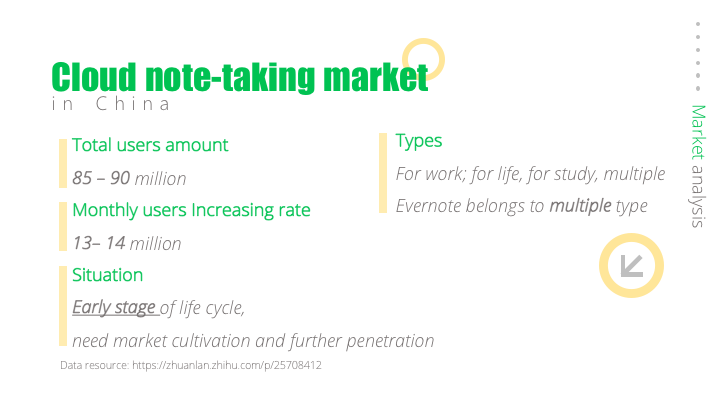 Cloud note-taking market
in China
Total users amount
85 – 90 million
Monthly users Increasing rate
13– 14 million
Situation
Early stage of life cycle,
need market cultivation and further penetration
Data resource: https://zhuanlan.zhihu.com/p/25708412
Types
For work; for life, for study, multiple
Evernote belongs to multiple type
Market analysis